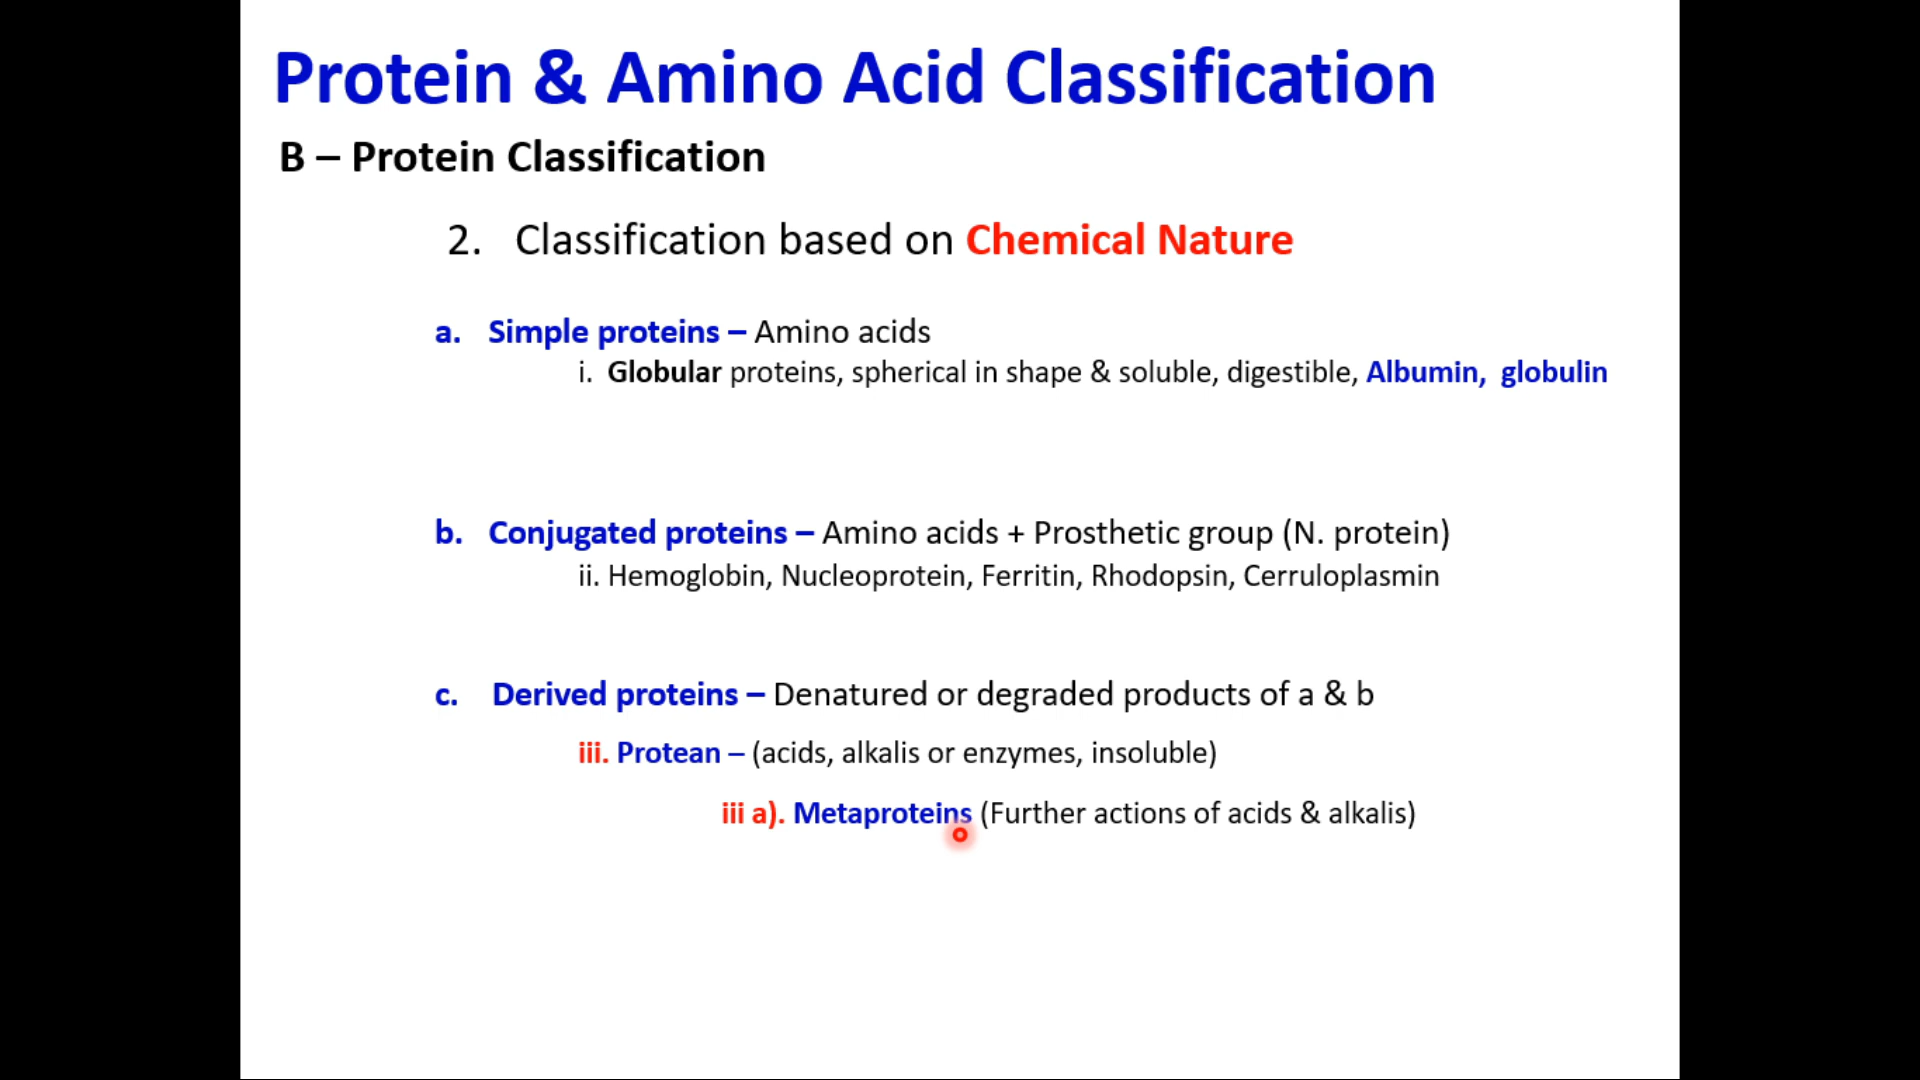 Protein & Amino Acid Classification
B – Protein Classification
2. Classification based on Chemical Nature
a. Simple proteins – Amino acids
i. Globular proteins, spherical in shape & soluble, digestible, Albumin, globulin
b. Conjugated proteins – Amino acids + Prosthetic group (N. protein)
ii. Hemoglobin, Nucleoprotein, Ferritin, Rhodopsin, Cerruloplasmin
c. Derived proteins – Denatured or degraded products of a & b
iii. Protean – (acids, alkalis or enzymes, insoluble)
iii a). Metaproteins (Further actions of acids & alkalis)